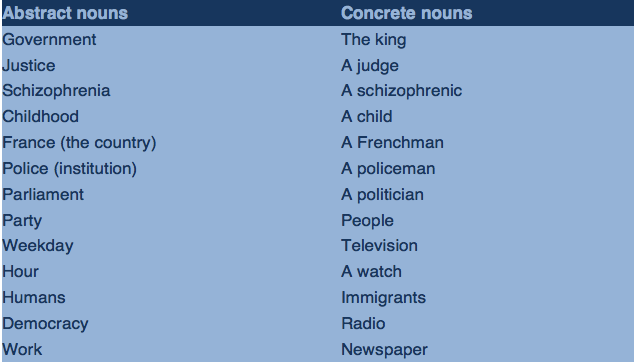 Abstract nouns Concrete nouns
Government The king
Justice A judge
Schizophrenia A schizophrenic
Childhood A child
France (the country) A Frenchman
Police (institution) A policeman
Parliament A politician
Party People
Weekday Television
Hour A watch
Humans Immigrants
Democracy Radio
Work Newspaper